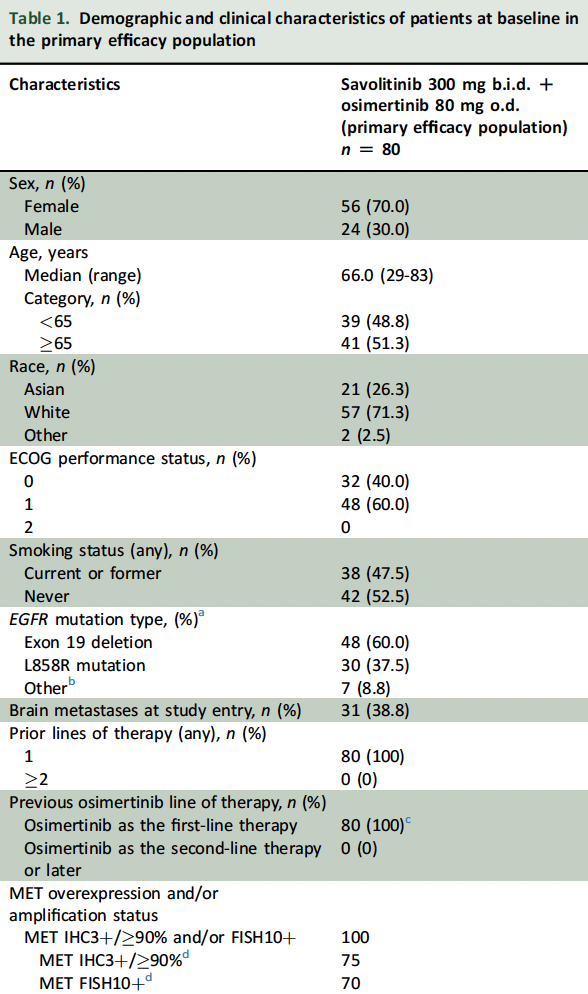 Table 1. Demographic and clinical characteristics of patients at baseline in
the primary efficacy population
Characteristics
Savolitinib 300 mg b.i.d. +
osimertinib 80 mg o.d.
(primary efficacy population)
n = 80
Sex, n (%)
Female 56 (70.0)
Male 24 (30.0)
Age, years
Median (range) 66.0 (29-83)
Category, n (%)
<65 39 (48.8)
≥65 41 (51.3)
Race, n (%)
Asian 21 (26.3)
White 57 (71.3)
Other 2 (2.5)
ECOG performance status, n (%)
0 32 (40.0)
1 48 (60.0)
2 0
Smoking status (any), n (%)
Current or former 38 (47.5)
Never 42 (52.5)
EGFR mutation type, (%)a
Exon 19 deletion 48 (60.0)
L858R mutation 30 (37.5)
Otherb 7 (8.8)
Brain metastases at study entry, n (%) 31 (38.8)
Prior lines of therapy (any), n (%)
1 80 (100)
≥2 0 (0)
Previous osimertinib line of therapy, n (%)
Osimertinib as the first-line therapy 80 (100)c
Osimertinib as the second-line therapy 0 (0)
or later
MET overexpression and/or
amplification status
MET IHC3+/≥90% and/or FISH10+ 100
MET IHC3+/≥90%d 75
MET FISH10+d 70